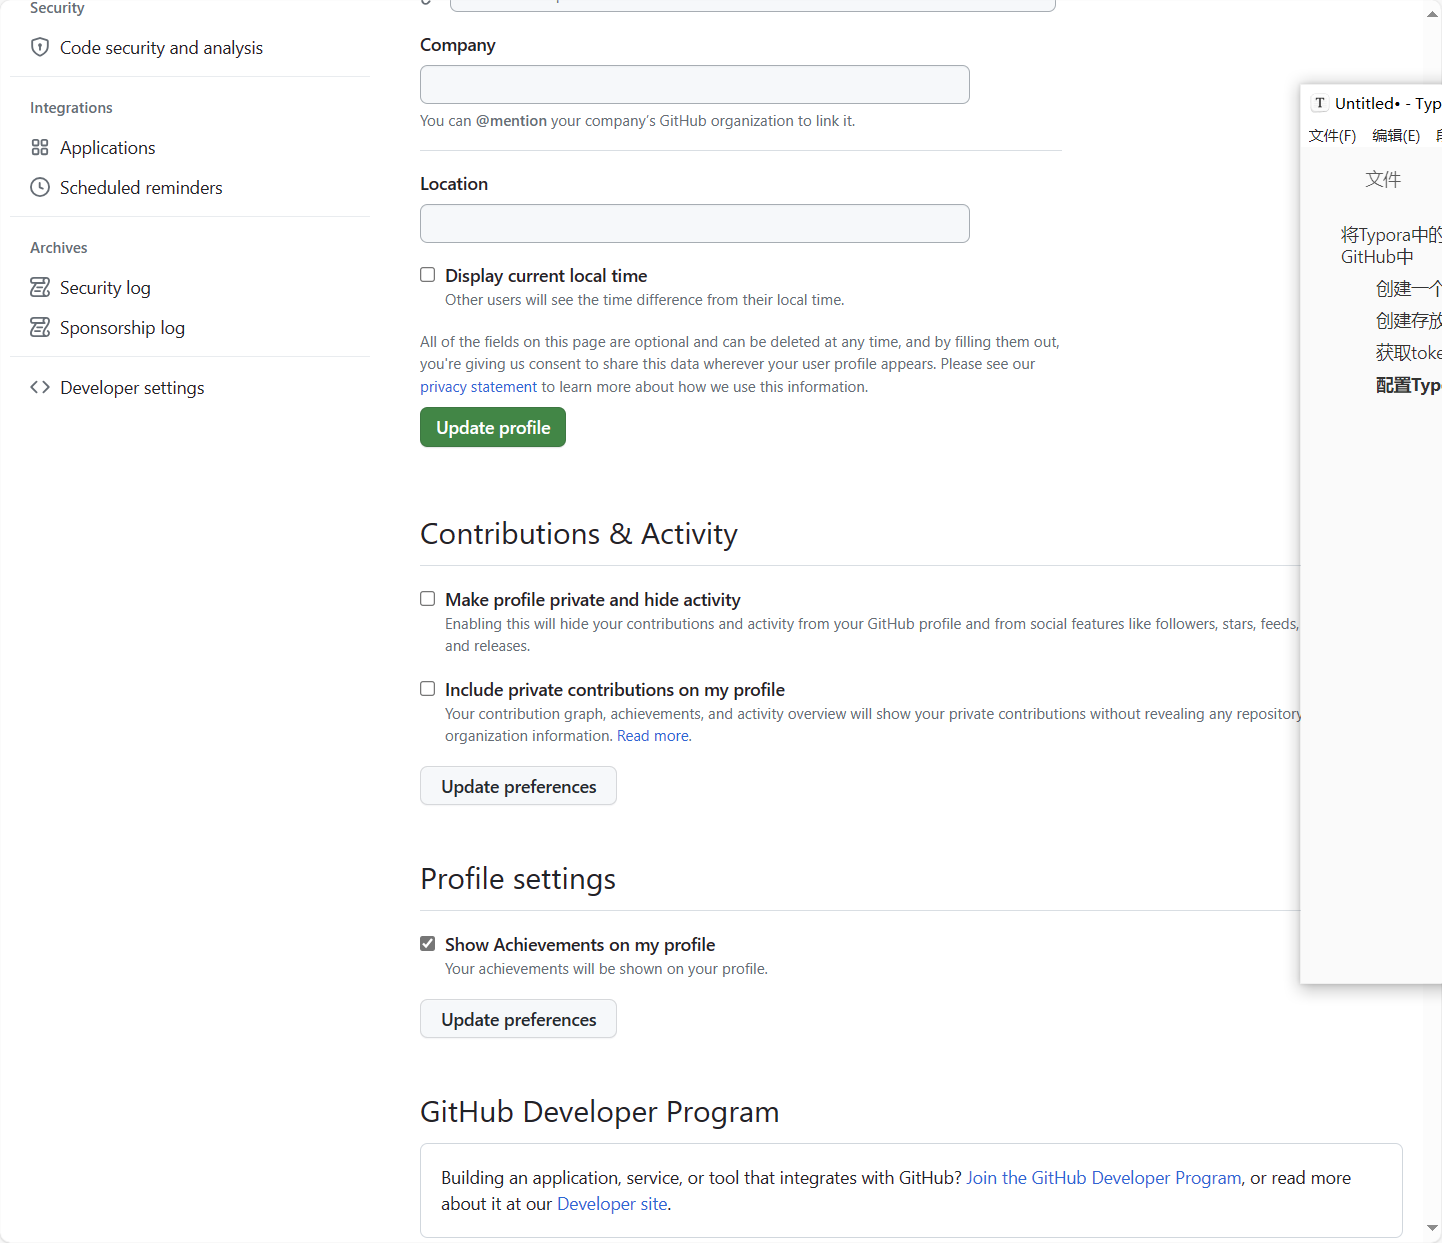 Security
Code security and analysis
Integrations
Applications
Scheduled reminders
Archives
Security log
Sponsorship log
Developer settings
Company
You can @mention your company's GitHub organization to link it.
Location
Display current local time
Other users will see the time difference from their local time.
All of the fields on this page are optional and can be deleted at any time, and by filling them out,
you're giving us consent to share this data wherever your user profile appears. Please see our
privacy statement to learn more about how we use this information.
Update profile
Contributions & Activity
Make profile private and hide activity
Enabling this will hide your contributions and activity from your GitHub profile and from social features like followers, stars, feeds,
and releases.
Include private contributions on my profile
Your contribution graph, achievements, and activity overview will show your private contributions without revealing any repository
organization information. Read more.
Update preferences
Profile settings
Show Achievements on my profile
Your achievements will be shown on your profile.
Update preferences
GitHub Developer Program
Building an application, service, or tool that integrates with GitHub? Join the GitHub Developer Program, or read more
about it at our Developer site.
T Untitled• - Typ
文件(F) 编辑(E)
文件
将Typora中的
GitHub中
创建一个
创建存放
获取toke
配置Typ